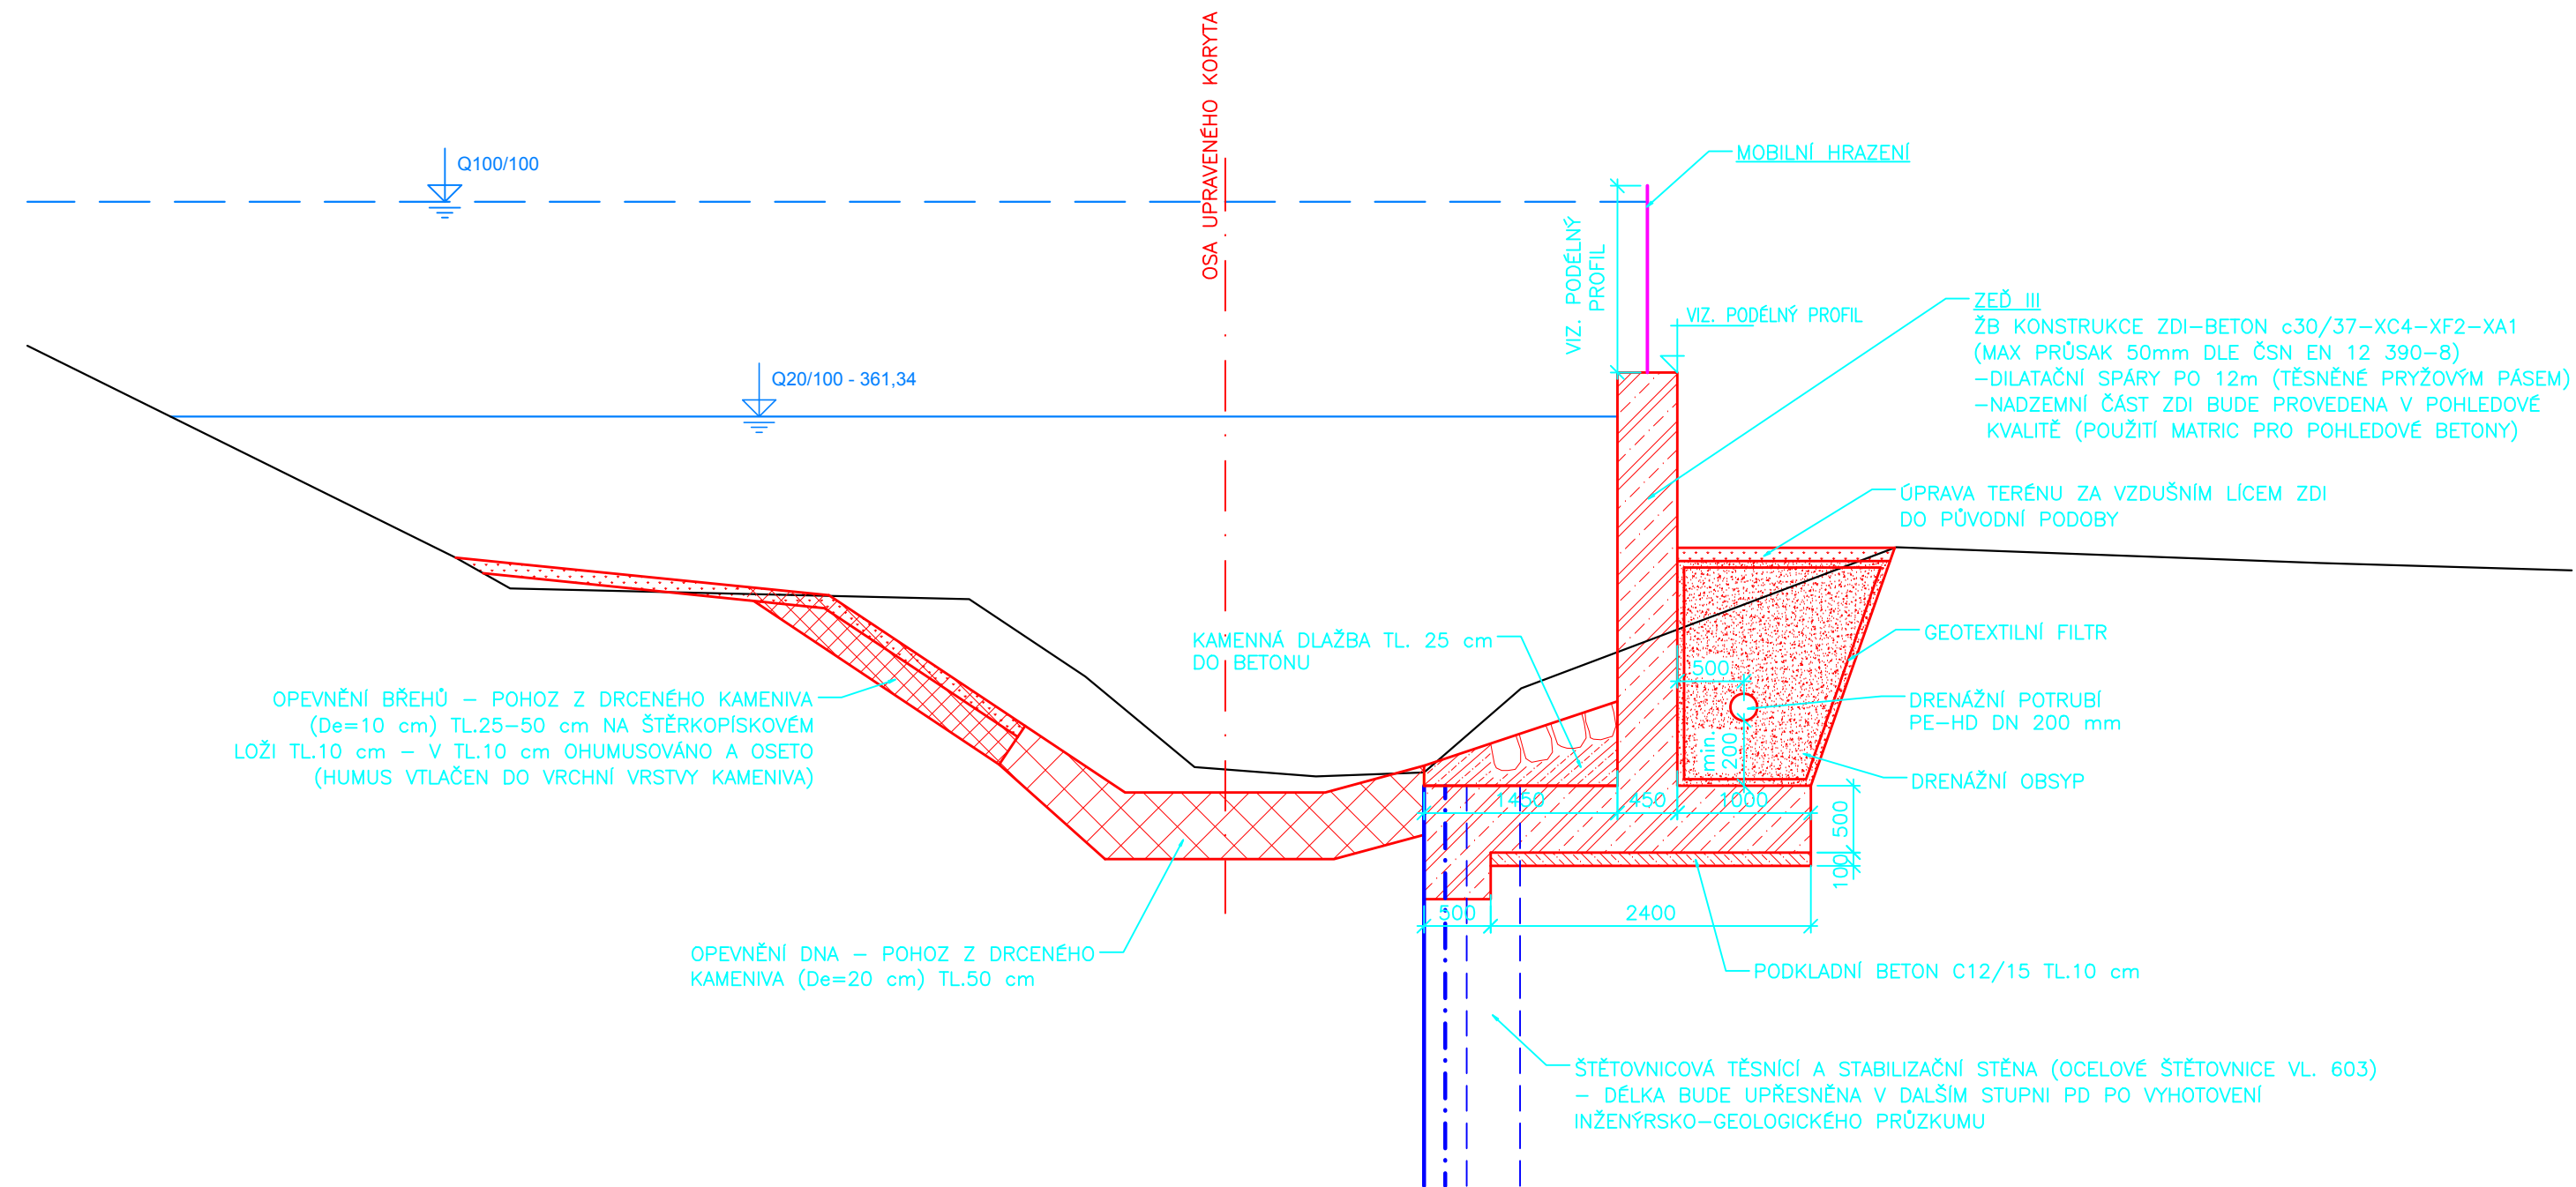 OSA UPRAVENÉHO KORYTA
Q100/100
MOBILNÍ HRAZENÍ
VIZ. PODÉLNÝ
PROFIL
VIZ. PODÉLNÝ PROFIL
ZEĎ III
ŽB KONSTRUKCE ZDI-BETON c30/37-XC4-XF2-XA1
(MAX PRŮSAK 50mm DLE ČSN EN 12 390-8)
-DILATAČNÍ SPÁRY PO 12m (TĚSNĚNÉ PRYŽOVÝM PÁSEM)
-NADZEMNÍ ČÁST ZDI BUDE PROVEDENA V POHLEDOVÉ
KVALITĚ (POUŽITÍ MATRIC PRO POHLEDOVÉ BETONY)
Q20/100 - 361,34
ÚPRAVA TERÉNU ZA VZDUŠNÍM LÍCEM ZDI
DO PŮVODNÍ PODOBY
KAMENNÁ DLAŽBA TL. 25 cm
DO BETONU
GEOTEXTILNÍ FILTR
500
OPEVNĚNÍ BŘEHŮ - POHOZ Z DRCENÉHO KAMENIVA
(De=10 cm) TL.25-50 cm NA ŠTĚRKOPÍSKOVÉM
LOŽI TL.10 cm - V TL.10 cm OHUMUSOVÁNO A OSETO
(HUMUS VTLAČEN DO VRCHNÍ VRSTVY KAMENIVA)
DRENÁŽNÍ POTRUBÍ
PE-HD DN 200 mm
min.
200
DRENÁŽNÍ OBSYP
1450
450
1000
500
100
500
2400
OPEVNĚNÍ DNA - POHOZ Z DRCENÉHO
KAMENIVA (De=20 cm) TL.50 cm
PODKLADNÍ BETON C12/15 TL.10 cm
ŠTĚTOVNICOVÁ TĚSNÍCÍ A STABILIZAČNÍ STĚNA (OCELOVÉ ŠTĚTOVNICE VL. 603)
- DÉLKA BUDE UPŘESNĚNA V DALŠÍM STUPNI PD PO VYHOTOVENÍ
INŽENÝRSKO-GEOLOGICKÉHO PRŮZKUMU